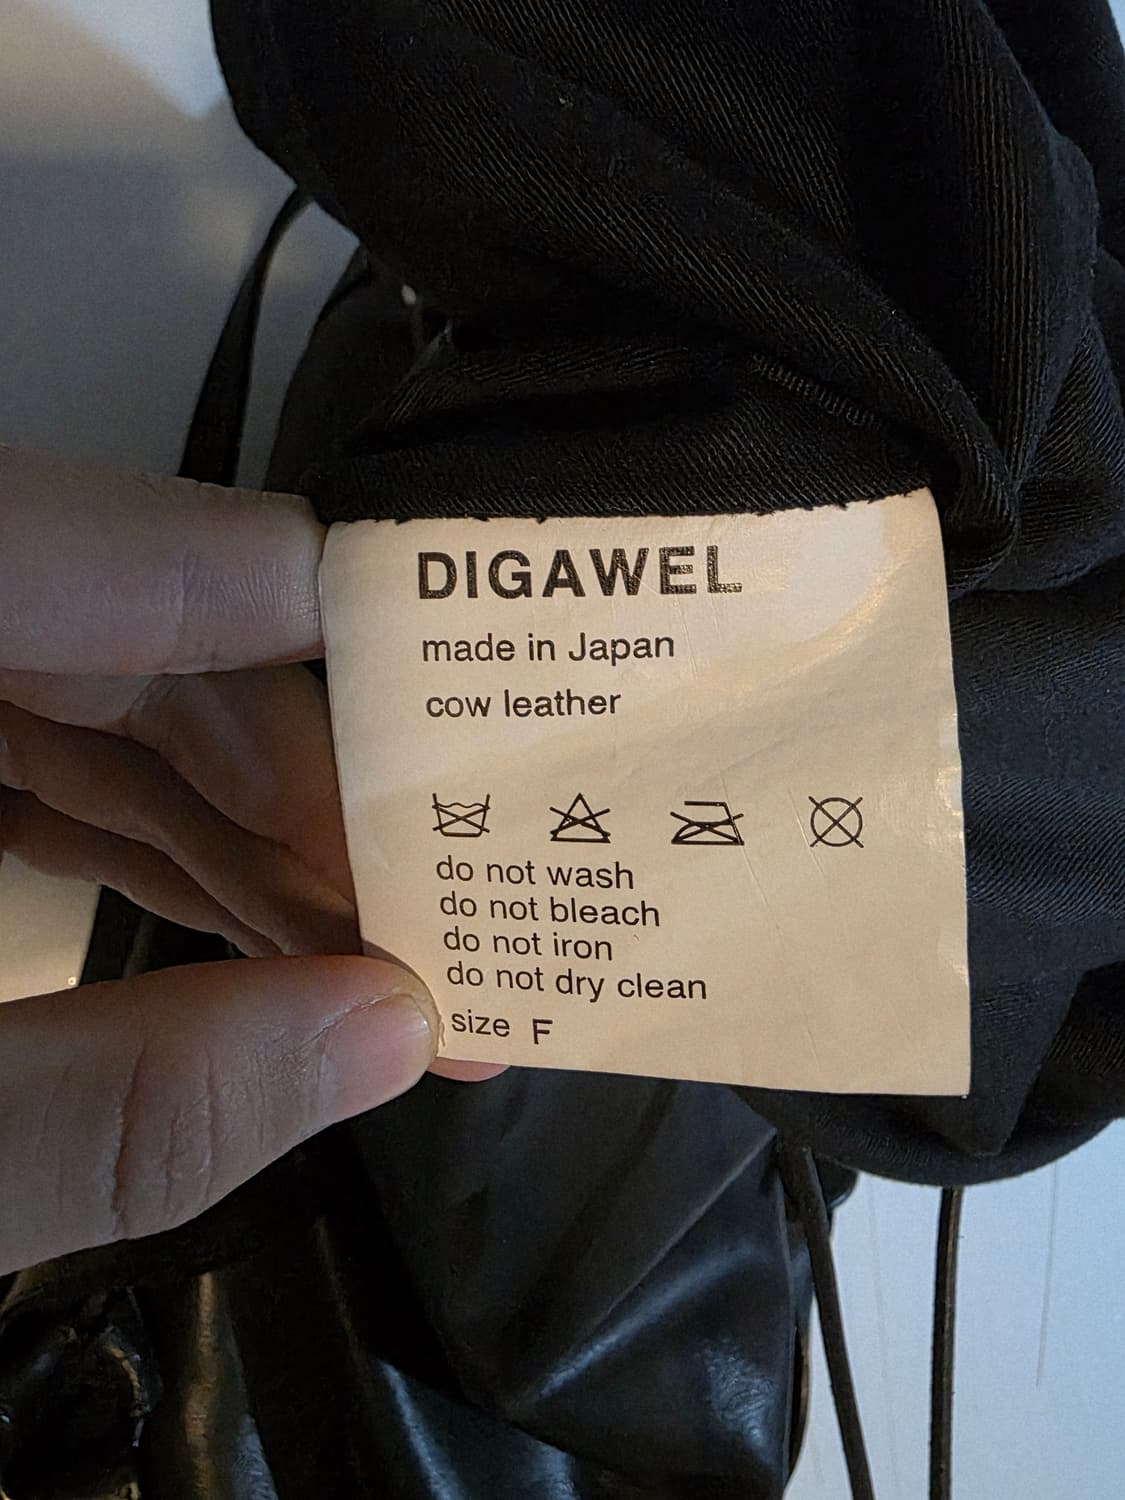 DIGAWEL
made in Japan
cow leather
do not wash
do not bleach
do not iron
do not dry clean
size F